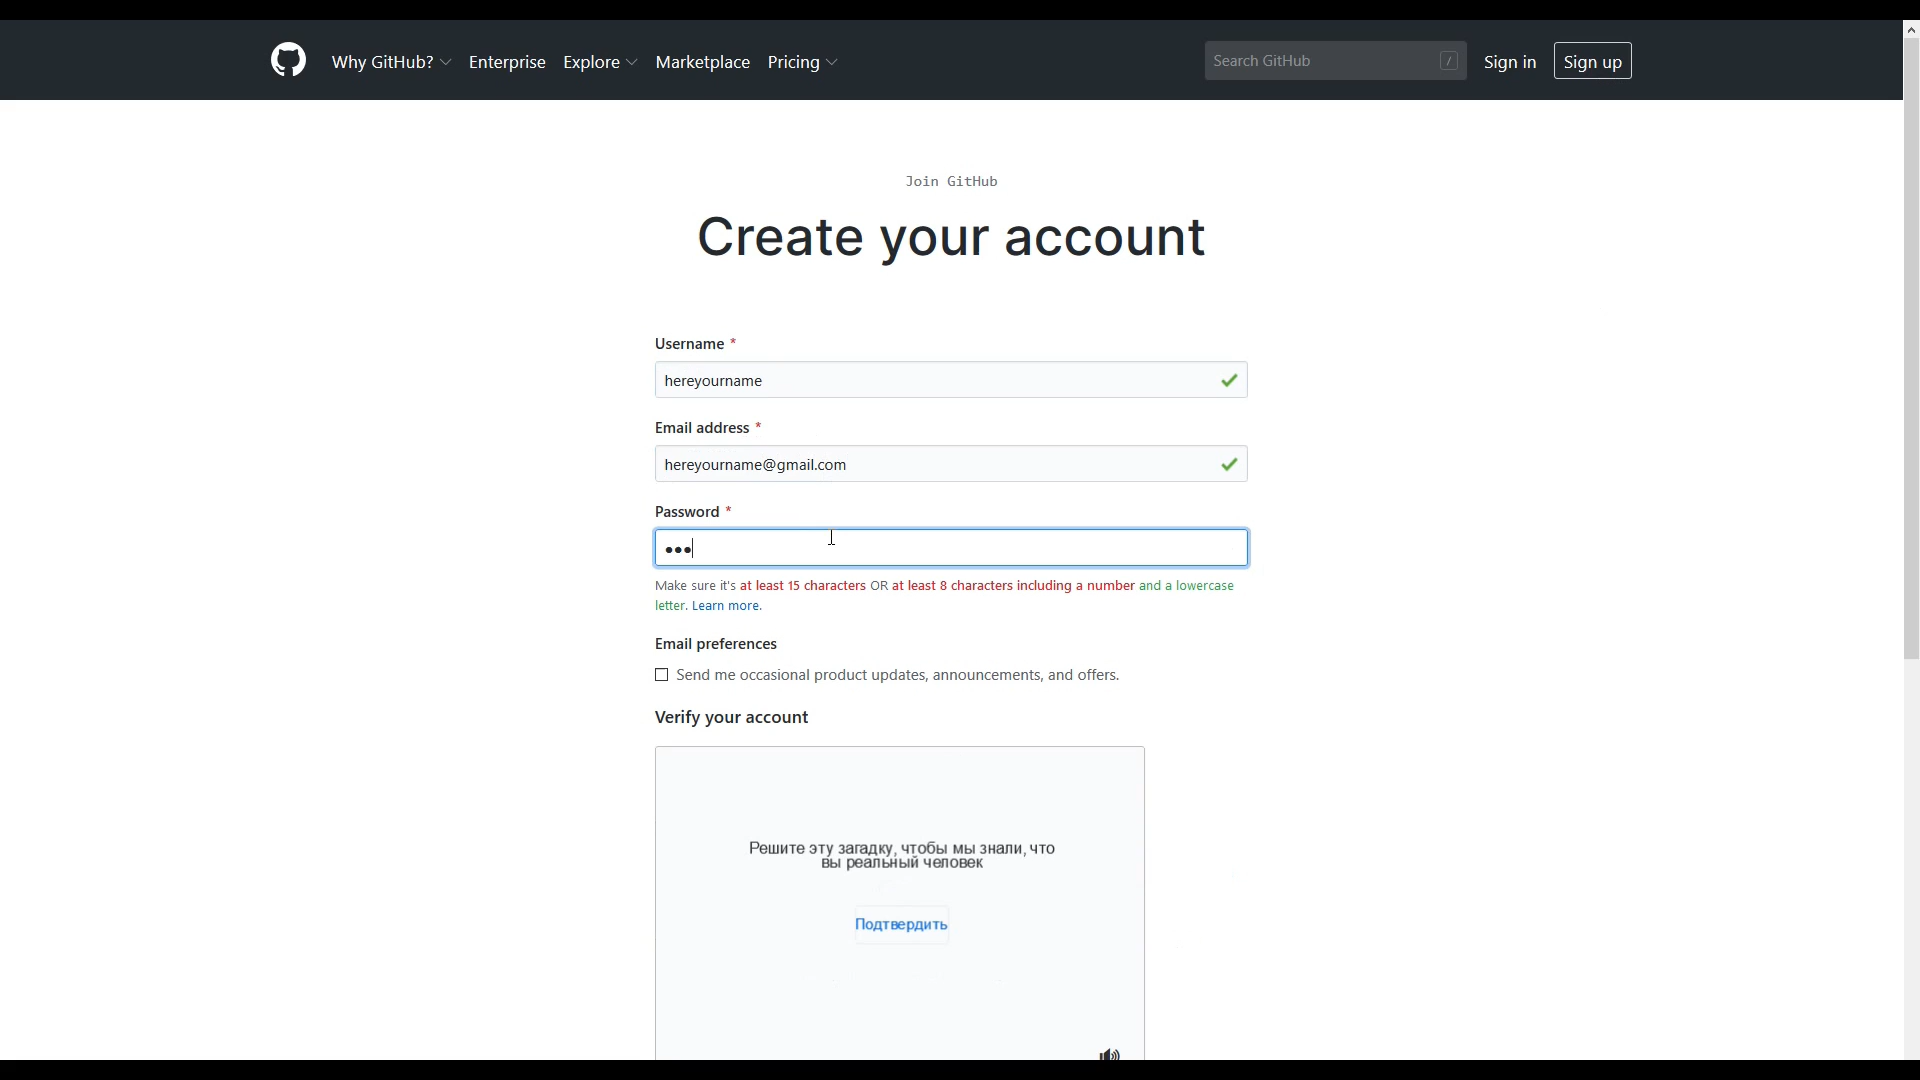 Why GitHub? Enterprise Explore Marketplace Pricing Search GitHub / Sign in Sign up
Join GitHub
Create your account
Username *
hereyourname
Email address *
hereyourname@gmail.com
Password *
•••
Make sure it's at least 15 characters OR at least 8 characters including a number and a lowercase
letter. Learn more.
Email preferences
Send me occasional product updates, announcements, and offers.
Verify your account
Решите эту загадку, чтобы мы знали, что
вы реальный человек
Подтвердить